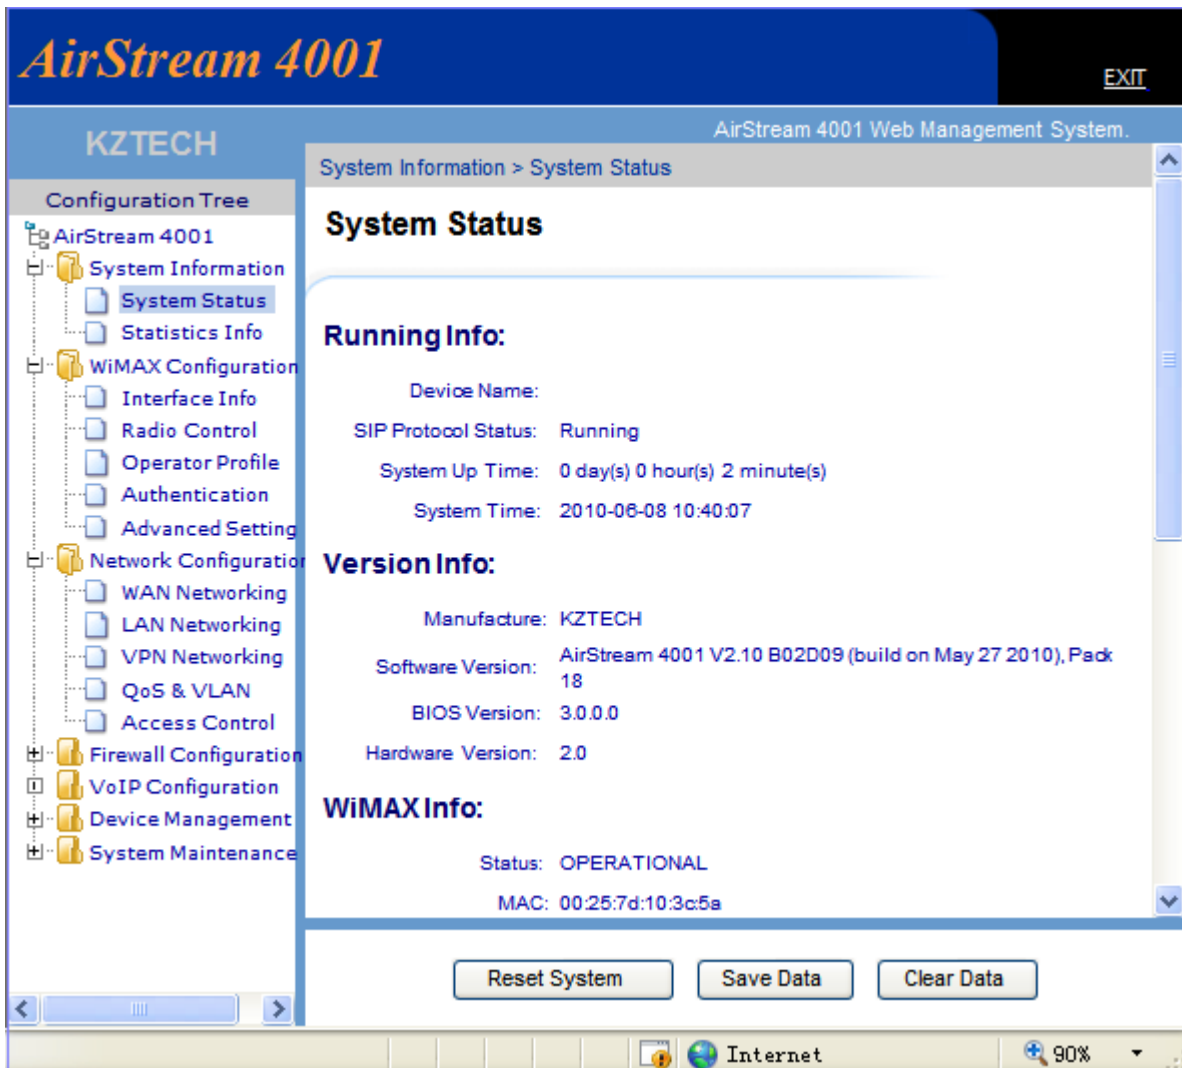 AirStream 4001
EXIT
KZTECH
AirStream 4001 Web Management System.
Configuration Tree
AirStream 4001
System Information
System Status
Statistics Info
WiMAX Configuration
Interface Info
Radio Control
Operator Profile
Authentication
Advanced Setting
Network Configuration
WAN Networking
LAN Networking
VPN Networking
QoS & VLAN
Access Control
Firewall Configuration
VoIP Configuration
Device Management
System Maintenance
System Information > System Status
System Status
Running Info:
Device Name:
SIP Protocol Status: Running
System Up Time: 0 day(s) 0 hour(s) 2 minute(s)
System Time: 2010-06-08 10:40:07
Version Info:
Manufacture: KZTECH
Software Version: AirStream 4001 V2.10 B02D09 (build on May 27 2010), Pack
18
BIOS Version: 3.0.0.0
Hardware Version: 2.0
WiMAX Info:
Status: OPERATIONAL
MAC: 00:25:7d:10:3c:5a
Reset System
Save Data
Clear Data
Internet
90%